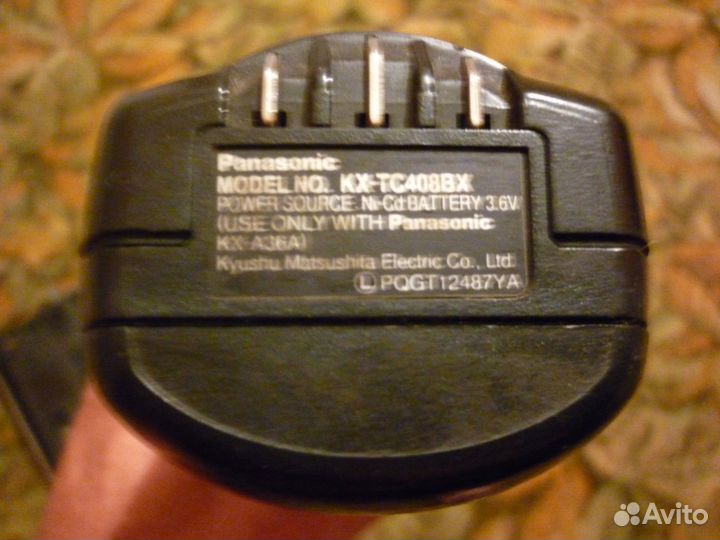 Panasonic
MODEL NO. KX-TC408BX
POWER SOURCE: Ni-Cd BATTERY 3.6V
(USE ONLY WITH Panasonic
KX-A36A)
Kyushu Matsushita Electric Co., Ltd.
Ⓛ PQGT12487YA
Avito